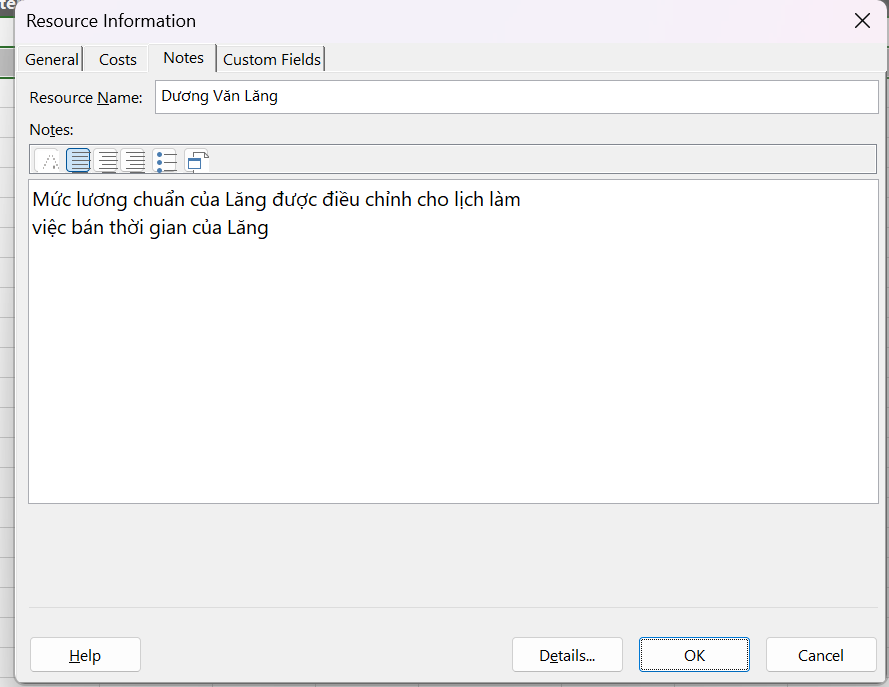 Resource Information
General Costs Notes Custom Fields
Resource Name: Dương Văn Lăng
Notes:
Mức lương chuẩn của Lăng được điều chỉnh cho lịch làm
việc bán thời gian của Lăng
Help Details... OK Cancel